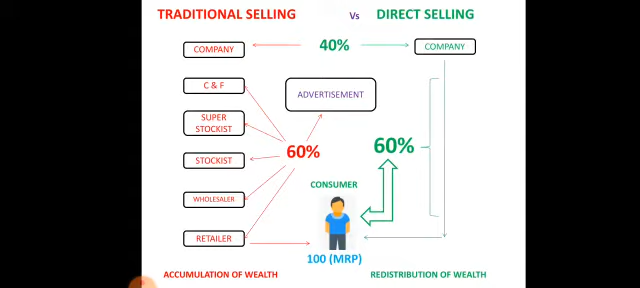 TRADITIONAL SELLING Vs DIRECT SELLING
COMPANY 40% COMPANY
C & F
ADVERTISEMENT
SUPER
STOCKIST
60% 60%
STOCKIST
CONSUMER
WHOLESALER
RETAILER
100 (MRP)
ACCUMULATION OF WEALTH REDISTRIBUTION OF WEALTH